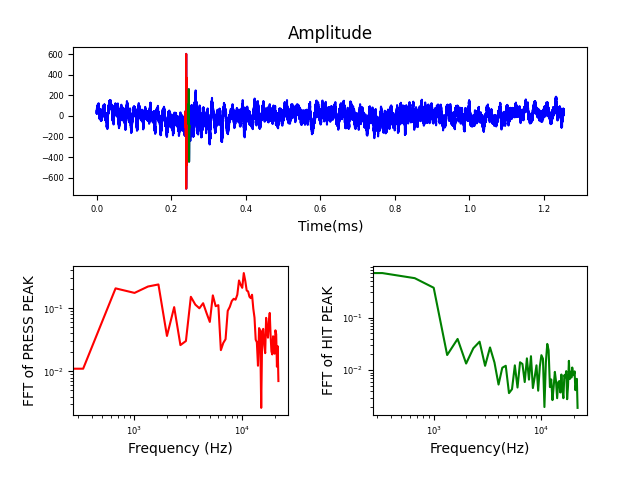 Amplitude
600
400
200
0
−200
−400
−600
0.0 0.2 0.4 0.6 0.8 1.0 1.2
Time(ms)
FFT of PRESS PEAK
10⁻¹
10⁻²
10³ 10⁴
Frequency (Hz)
FFT of HIT PEAK
10⁻¹
10⁻²
10³ 10⁴
Frequency(Hz)